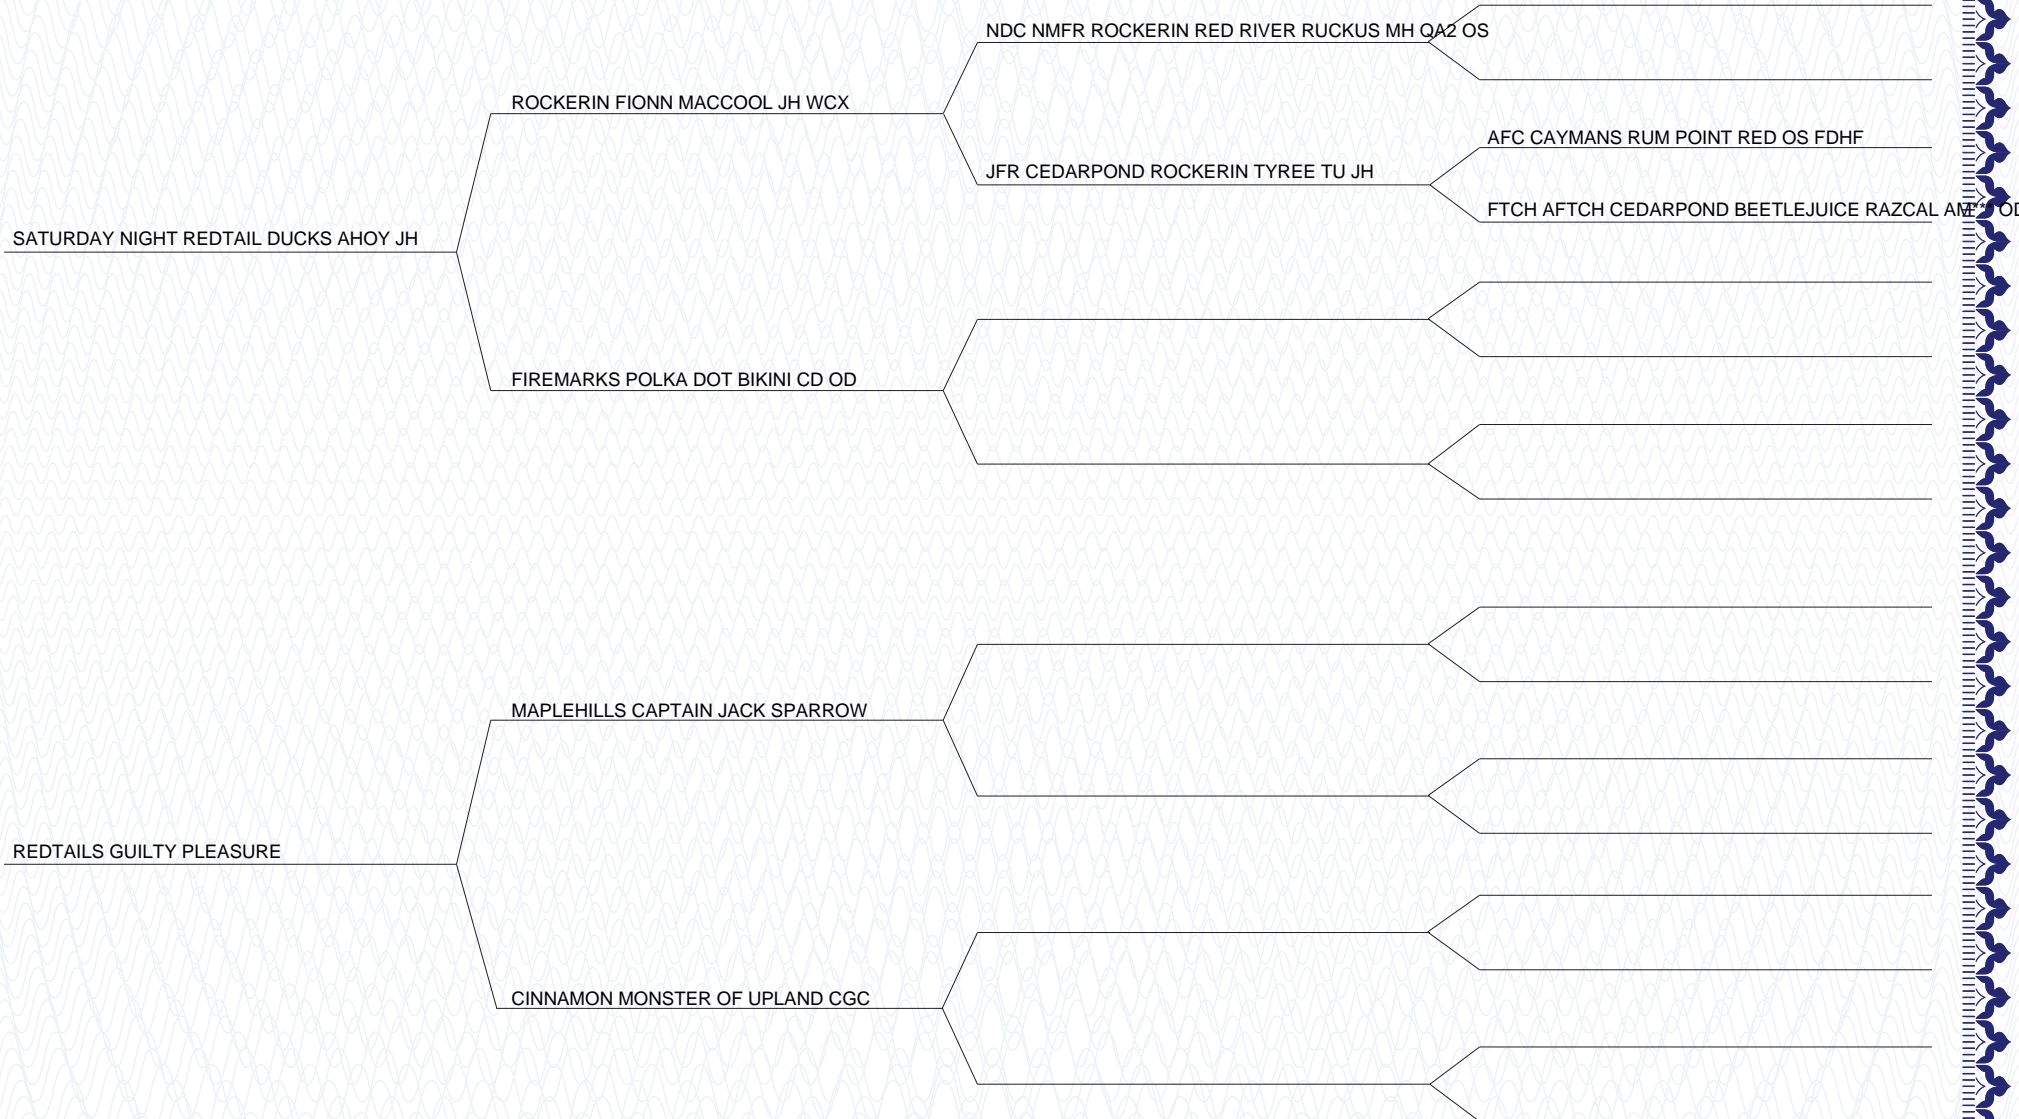 NDC NMFR ROCKERIN RED RIVER RUCKUS MH QA2 OS
ROCKERIN FIONN MACCOOL JH WCX
AFC CAYMANS RUM POINT RED OS FDHF
JFR CEDARPOND ROCKERIN TYREE TU JH
FTCH AFTCH CEDARPOND BEETLEJUICE RAZCAL AM*** OD
SATURDAY NIGHT REDTAIL DUCKS AHOY JH
FIREMARKS POLKA DOT BIKINI CD OD
MAPLEHILLS CAPTAIN JACK SPARROW
REDTAILS GUILTY PLEASURE
CINNAMON MONSTER OF UPLAND CGC